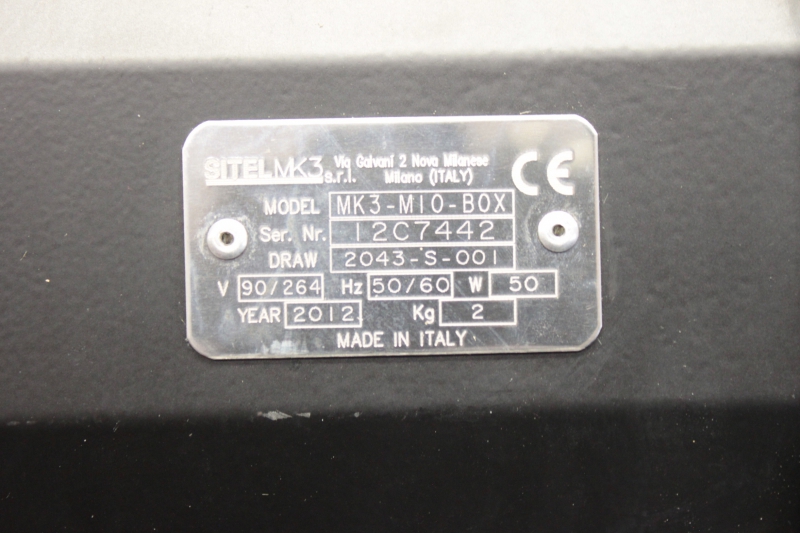 SITELMK3 s.r.l. Via Galvani 2 Nova Milanese
Milano (ITALY)
CE
MODEL MK3-M10-BOX
Ser. Nr. 12C7442
DRAW 2043-S-001
V 90/264 Hz 50/60 W 50
YEAR 2012 Kg 2
MADE IN ITALY